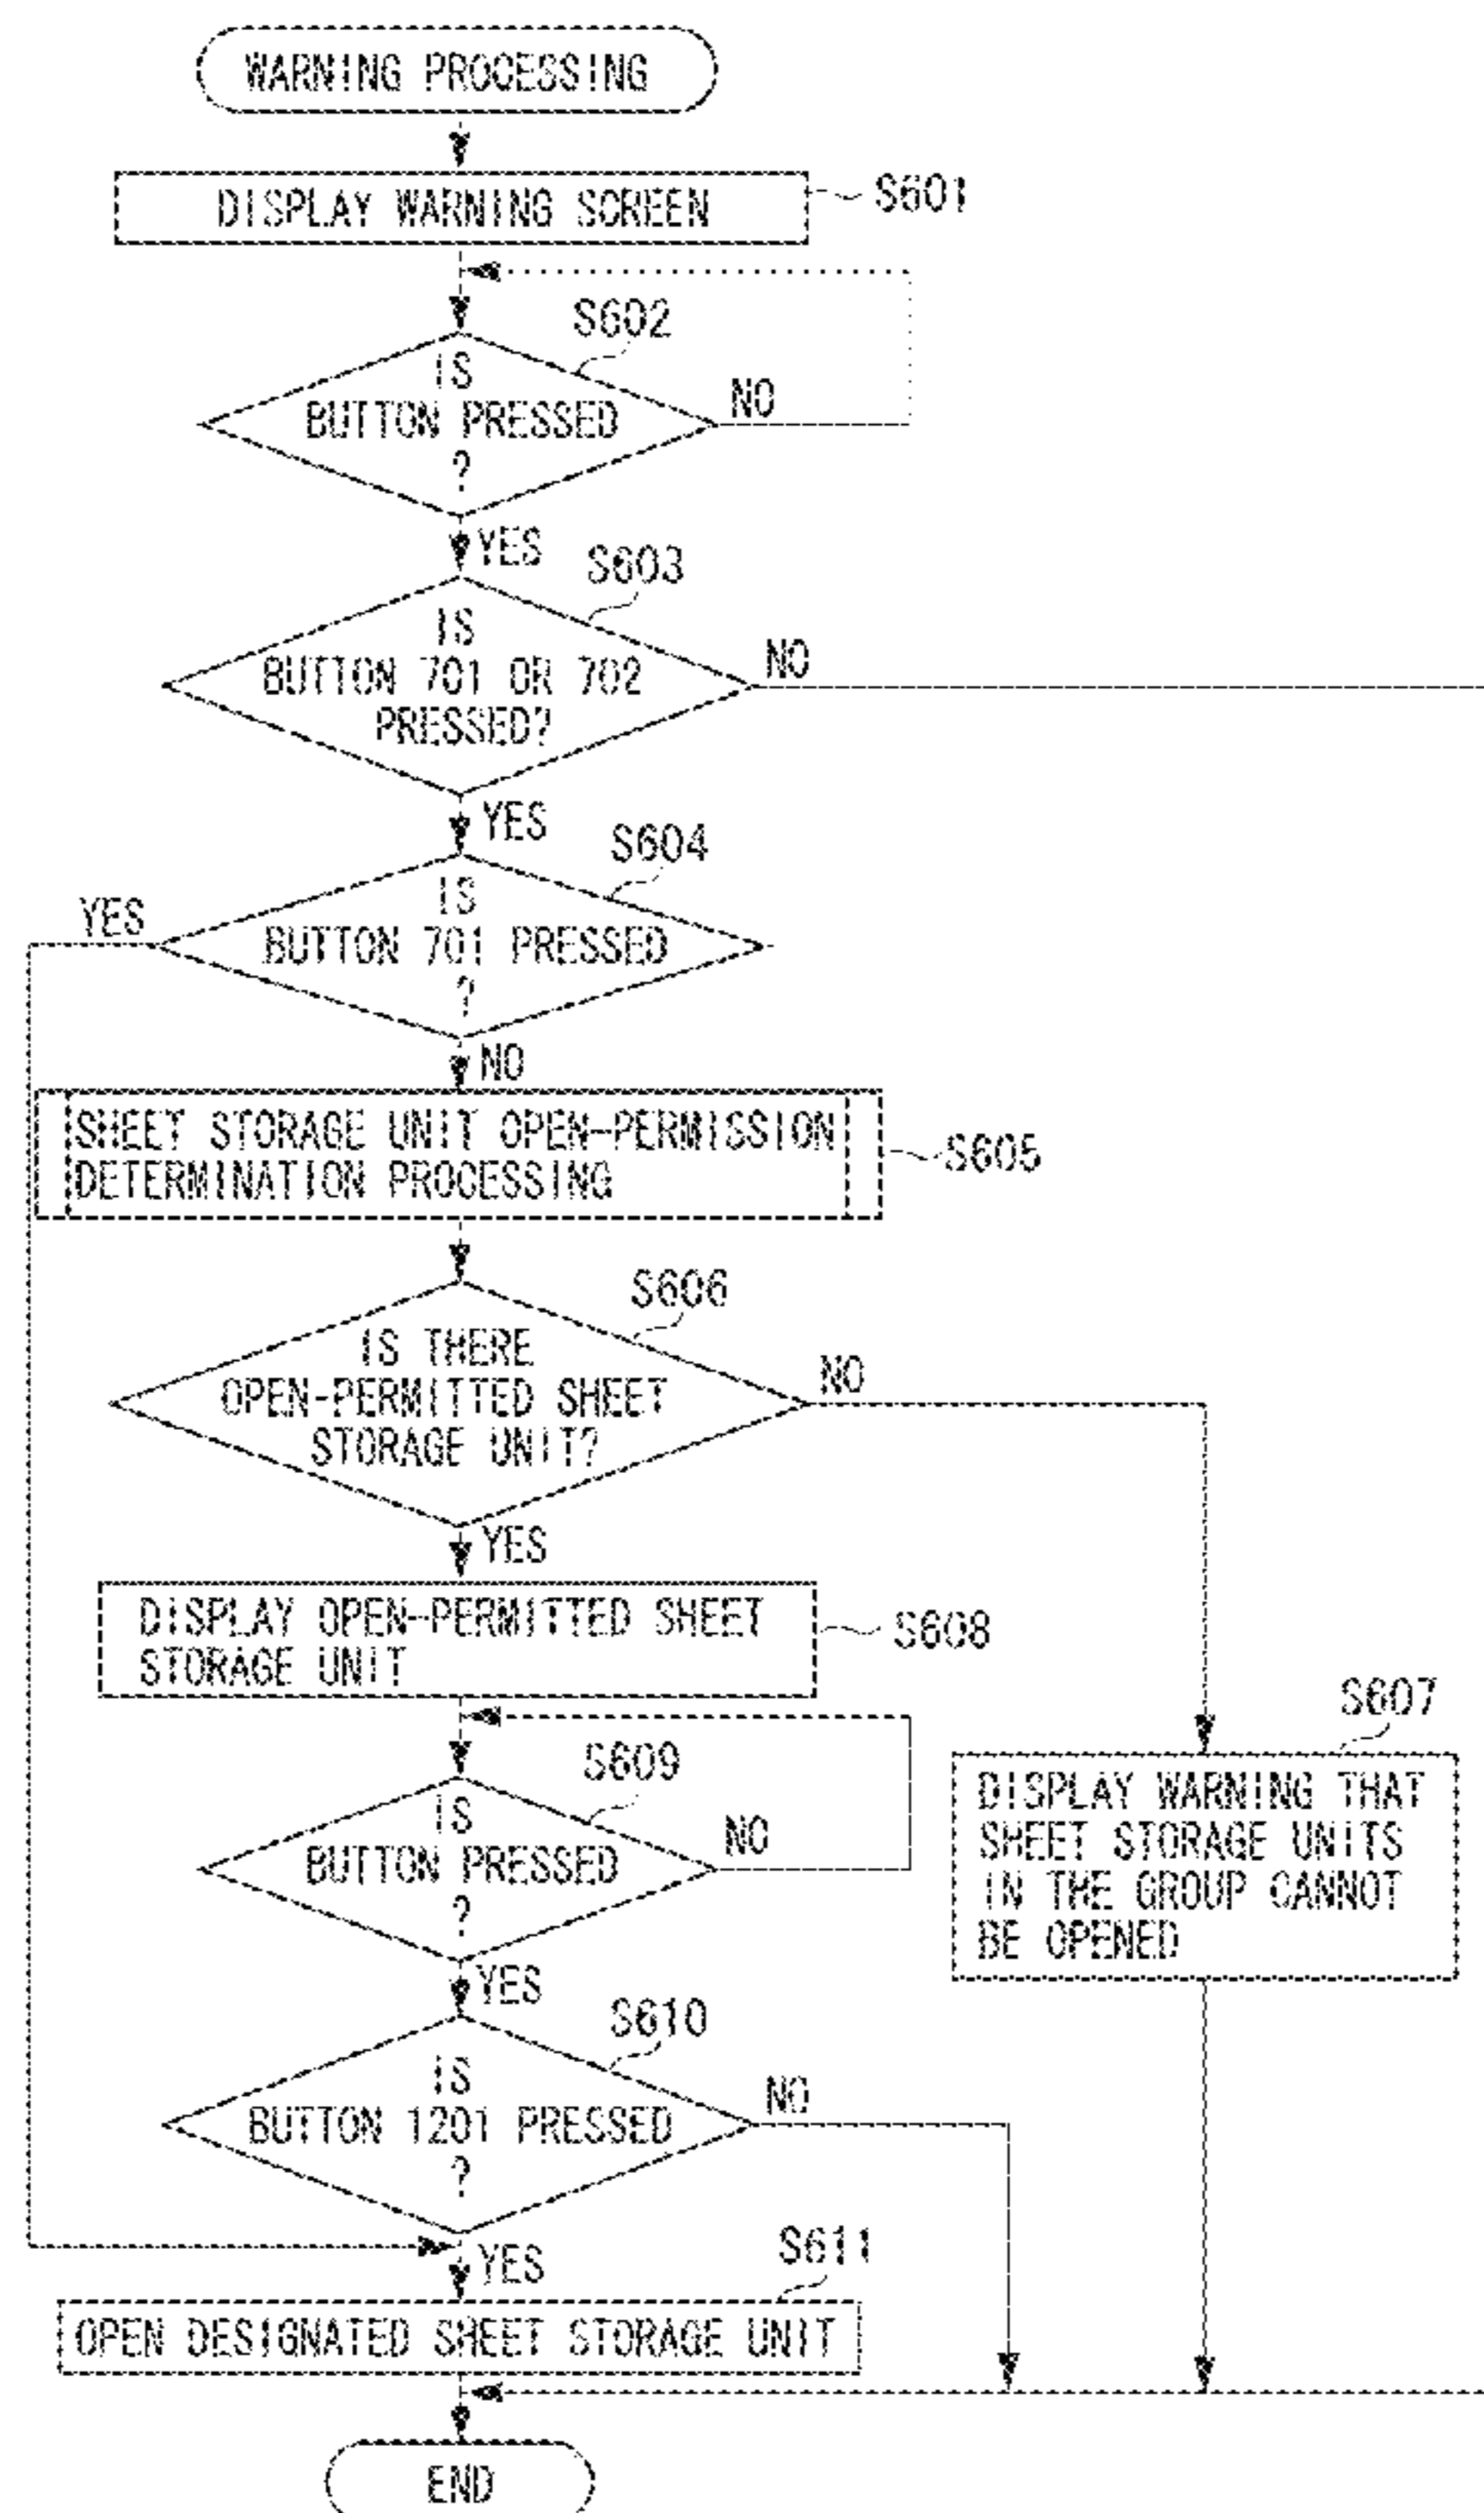 WARNING PROCESSING
DISPLAY WARNING SCREEN
S601
S602
IS
BUTTON PRESSED
?
NO
YES
S603
IS
BUTTON 701 OR 702
PRESSED?
NO
YES
S604
IS
BUTTON 701 PRESSED
?
YES
NO
SHEET STORAGE UNIT OPEN-PERMISSION
DETERMINATION PROCESSING
S605
S606
IS THERE
OPEN-PERMITTED SHEET
STORAGE UNIT?
NO
YES
DISPLAY OPEN-PERMITTED SHEET
STORAGE UNIT
S608
S607
DISPLAY WARNING THAT
SHEET STORAGE UNITS
IN THE GROUP CANNOT
BE OPENED
S609
IS
BUTTON PRESSED
?
NO
YES
S610
IS
BUTTON 1201 PRESSED
?
NO
YES
S611
OPEN DESIGNATED SHEET STORAGE UNIT
END